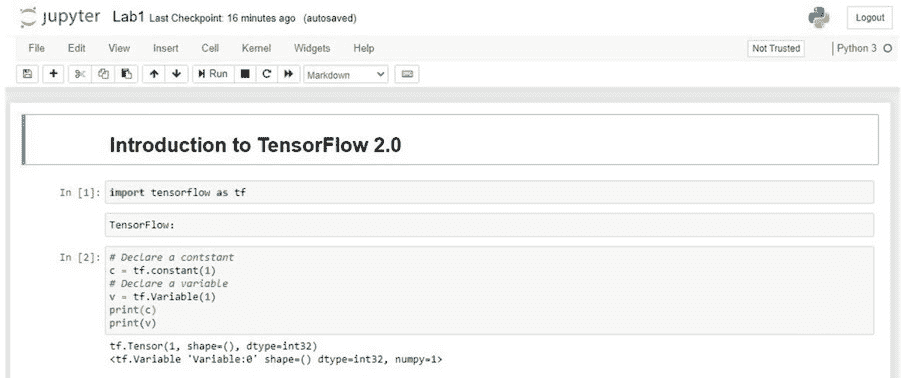 jupyter Lab1 Last Checkpoint: 16 minutes ago (autosaved) Logout
File Edit View Insert Cell Kernel Widgets Help Not Trusted Python 3
Run Markdown
Introduction to TensorFlow 2.0
In [1]: import tensorflow as tf
TensorFlow:
In [2]: # Declare a contstant
c = tf.constant(1)
# Declare a variable
v = tf.Variable(1)
print(c)
print(v)
tf.Tensor(1, shape=(), dtype=int32)
<tf.Variable 'Variable:0' shape=() dtype=int32, numpy=1>